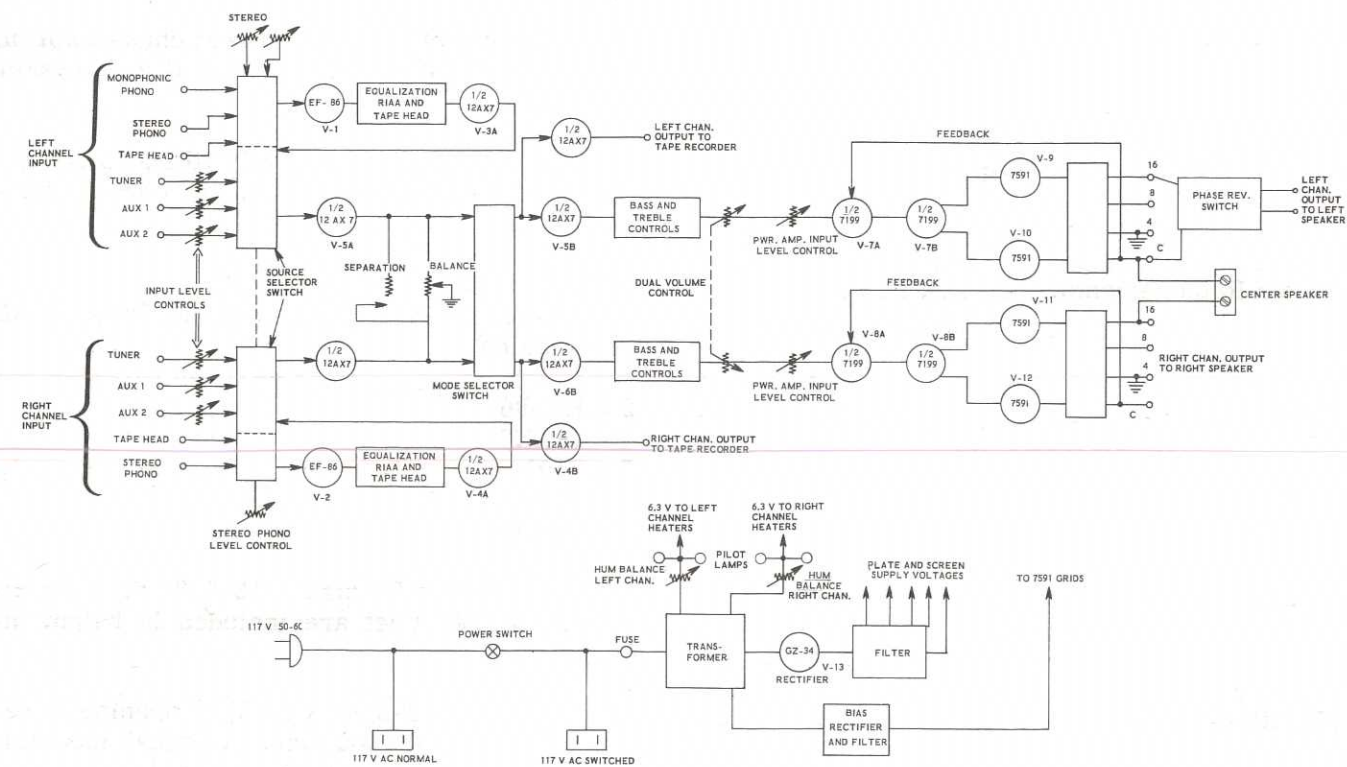 STEREO
MONOPHONIC
PHONO
STEREO
PHONO
TAPE HEAD
TUNER
AUX 1
AUX 2
LEFT
CHANNEL
INPUT
EF-86
V-1
EQUALIZATION
RIAA AND
TAPE HEAD
1/2
12AX7
V-3A
1/2
12AX7
LEFT CHAN.
OUTPUT TO
TAPE RECORDER
1/2
12AX7
V-5A
SEPARATION
BALANCE
1/2
12AX7
V-5B
BASS AND
TREBLE
CONTROLS
PWR. AMP. INPUT
LEVEL CONTROL
FEEDBACK
1/2
7199
V-7A
1/2
7199
V-7B
V-9
7591
V-10
7591
16
8
4
C
PHASE REV.
SWITCH
LEFT
CHAN.
OUTPUT
TO LEFT
SPEAKER
CENTER SPEAKER
INPUT LEVEL
CONTROLS
SOURCE
SELECTOR
SWITCH
DUAL VOLUME
CONTROL
MODE SELECTOR
SWITCH
RIGHT
CHANNEL
INPUT
TUNER
AUX 1
AUX 2
TAPE HEAD
STEREO
PHONO
1/2
12AX7
1/2
12AX7
V-6B
BASS AND
TREBLE
CONTROLS
PWR. AMP. INPUT
LEVEL CONTROL
FEEDBACK
V-8A
1/2
7199
V-8B
1/2
7199
V-11
7591
V-12
7591
16
8
4
C
RIGHT CHAN. OUTPUT
TO RIGHT SPEAKER
EF-86
V-2
EQUALIZATION
RIAA AND
TAPE HEAD
1/2
12AX7
V-4A
1/2
12AX7
V-4B
RIGHT CHAN. OUTPUT
TO TAPE RECORDER
STEREO PHONO
LEVEL CONTROL
6.3 V TO LEFT
CHANNEL
HEATERS
6.3 V TO RIGHT
CHANNEL
HEATERS
HUM BALANCE
LEFT CHAN.
PILOT
LAMPS
HUM
BALANCE
RIGHT CHAN.
PLATE AND SCREEN
SUPPLY VOLTAGES
TO 7591 GRIDS
117 V 50-60
POWER SWITCH
FUSE
TRANS-
FORMER
GZ-34
V-13
RECTIFIER
FILTER
BIAS
RECTIFIER
AND FILTER
117 V AC NORMAL
117 V AC SWITCHED